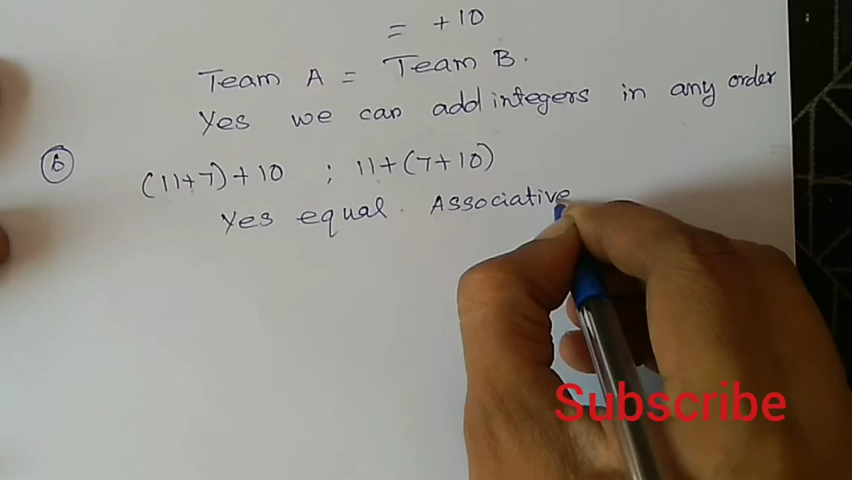 = +10
Team A = Team B.
Yes we can add integers in any order
6 (11+7)+10 ; 11+(7+10)
Yes equal. Associative
Subscribe